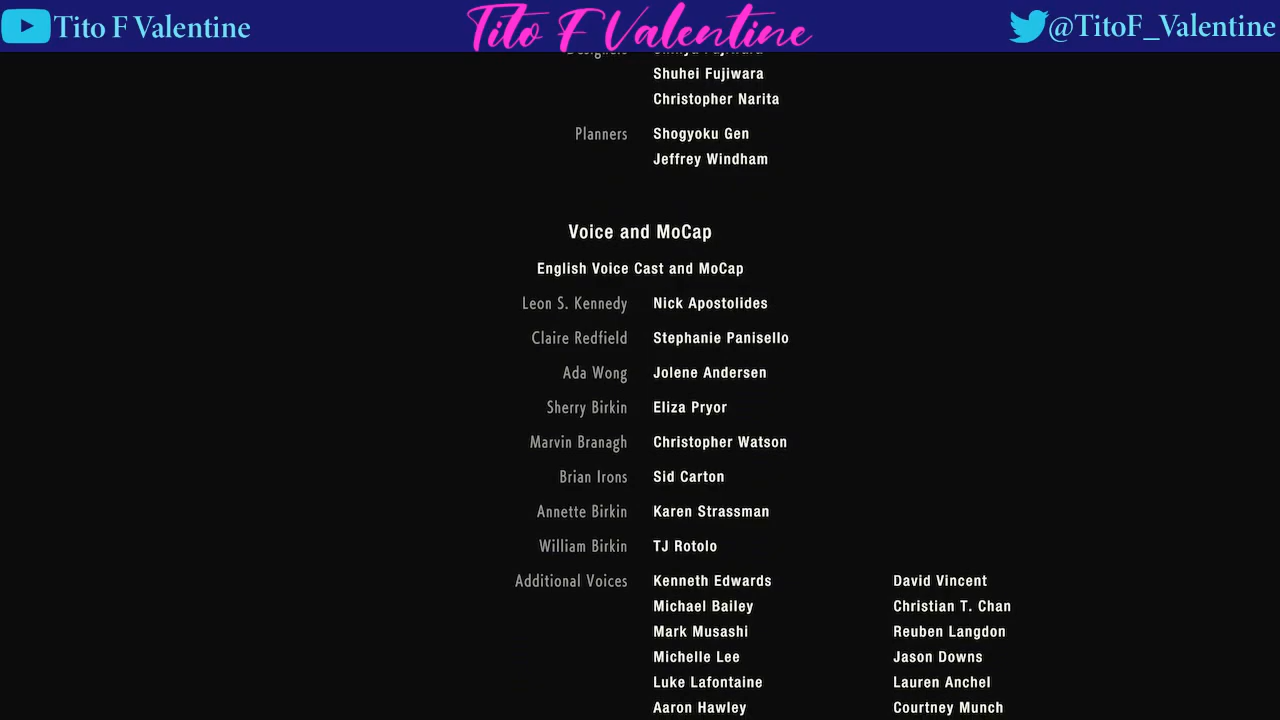 Tito F Valentine
Tito F Valentine
@TitoF_Valentine
Shuhei Fujiwara
Christopher Narita
Planners Shogyoku Gen
Jeffrey Windham
Voice and MoCap
English Voice Cast and MoCap
Leon S. Kennedy Nick Apostolides
Claire Redfield Stephanie Panisello
Ada Wong Jolene Andersen
Sherry Birkin Eliza Pryor
Marvin Branagh Christopher Watson
Brian Irons Sid Carton
Annette Birkin Karen Strassman
William Birkin TJ Rotolo
Additional Voices Kenneth Edwards David Vincent
Michael Bailey Christian T. Chan
Mark Musashi Reuben Langdon
Michelle Lee Jason Downs
Luke Lafontaine Lauren Anchel
Aaron Hawley Courtney Munch